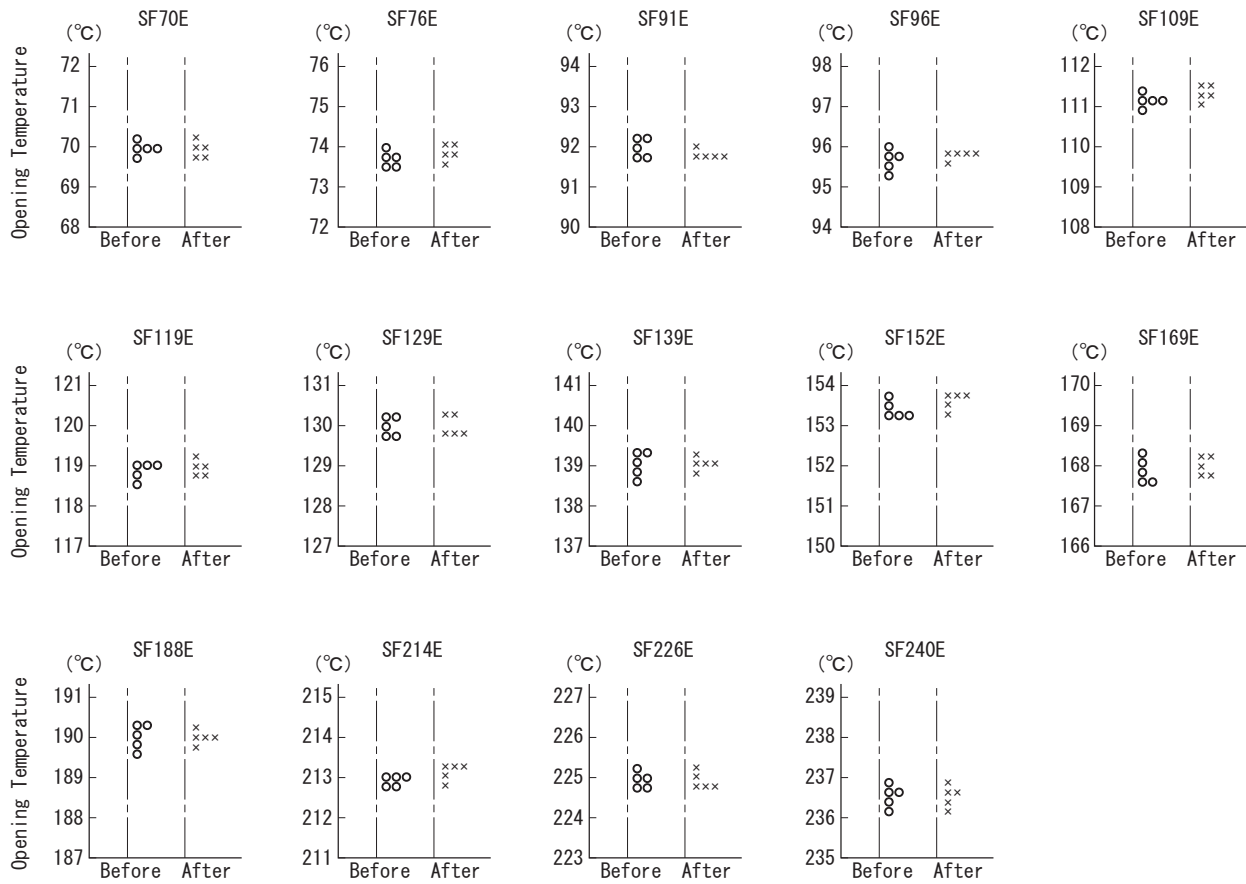 SF70E SF76E SF91E SF96E SF109E
(℃) (℃) (℃) (℃) (℃)
Opening Temperature
72 76 94 98 112
71 75 93 97 111
70 74 92 96 110
69 73 91 95 109
68 72 90 94 108
Before After Before After Before After Before After Before After
SF119E SF129E SF139E SF152E SF169E
(℃) (℃) (℃) (℃) (℃)
Opening Temperature
121 131 141 154 170
120 130 140 153 169
119 129 139 152 168
118 128 138 151 167
117 127 137 150 166
Before After Before After Before After Before After Before After
SF188E SF214E SF226E SF240E
(℃) (℃) (℃) (℃)
Opening Temperature
191 215 227 239
190 214 226 238
189 213 225 237
188 212 224 236
187 211 223 235
Before After Before After Before After Before After